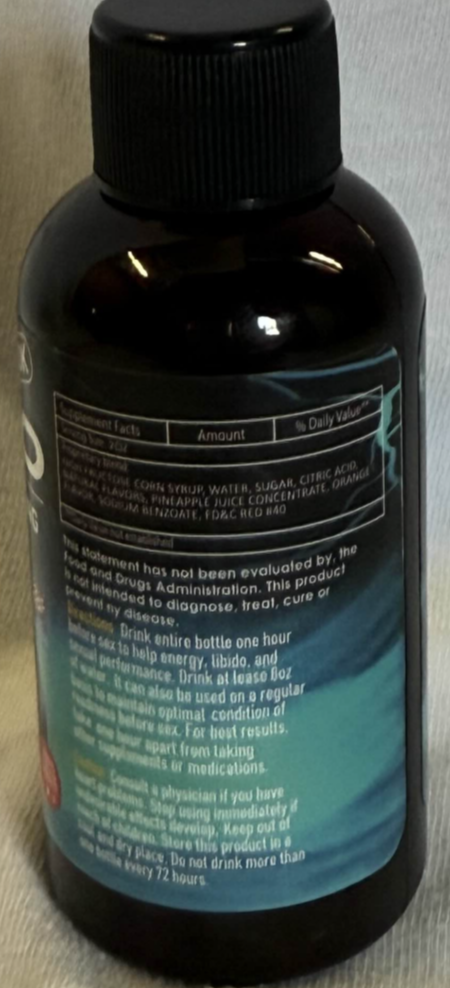 Supplement Facts Amount % Daily Value**
Serving Size: 2OZ
Proprietary blend
HIGH FRUCTOSE CORN SYRUP, WATER, SUGAR, CITRIC ACID,
NATURAL FLAVORS, PINEAPPLE JUICE CONCENTRATE, ORANGE
FLAVOR, SODIUM BENZOATE, FD&C RED #40
Value not established
This statement has not been evaluated by, the
Food and Drugs Administration. This product
is not intended to diagnose, treat, cure or
prevent ny disease.
Directions Drink entire bottle one hour
before sex to help energy, libido, and
sexual performance. Drink at lease 8oz
of water. It can also be used on a regular
basis to maintain optimal condition of
readiness before sex. For best results,
take one hour apart from taking
other supplements or medications.
Consult a physician if you have
heart problems. Stop using immediately if
undesirable effects develop. Keep out of
reach of children. Store this product in a
cool and dry place. Do not drink more than
one bottle every 72 hours